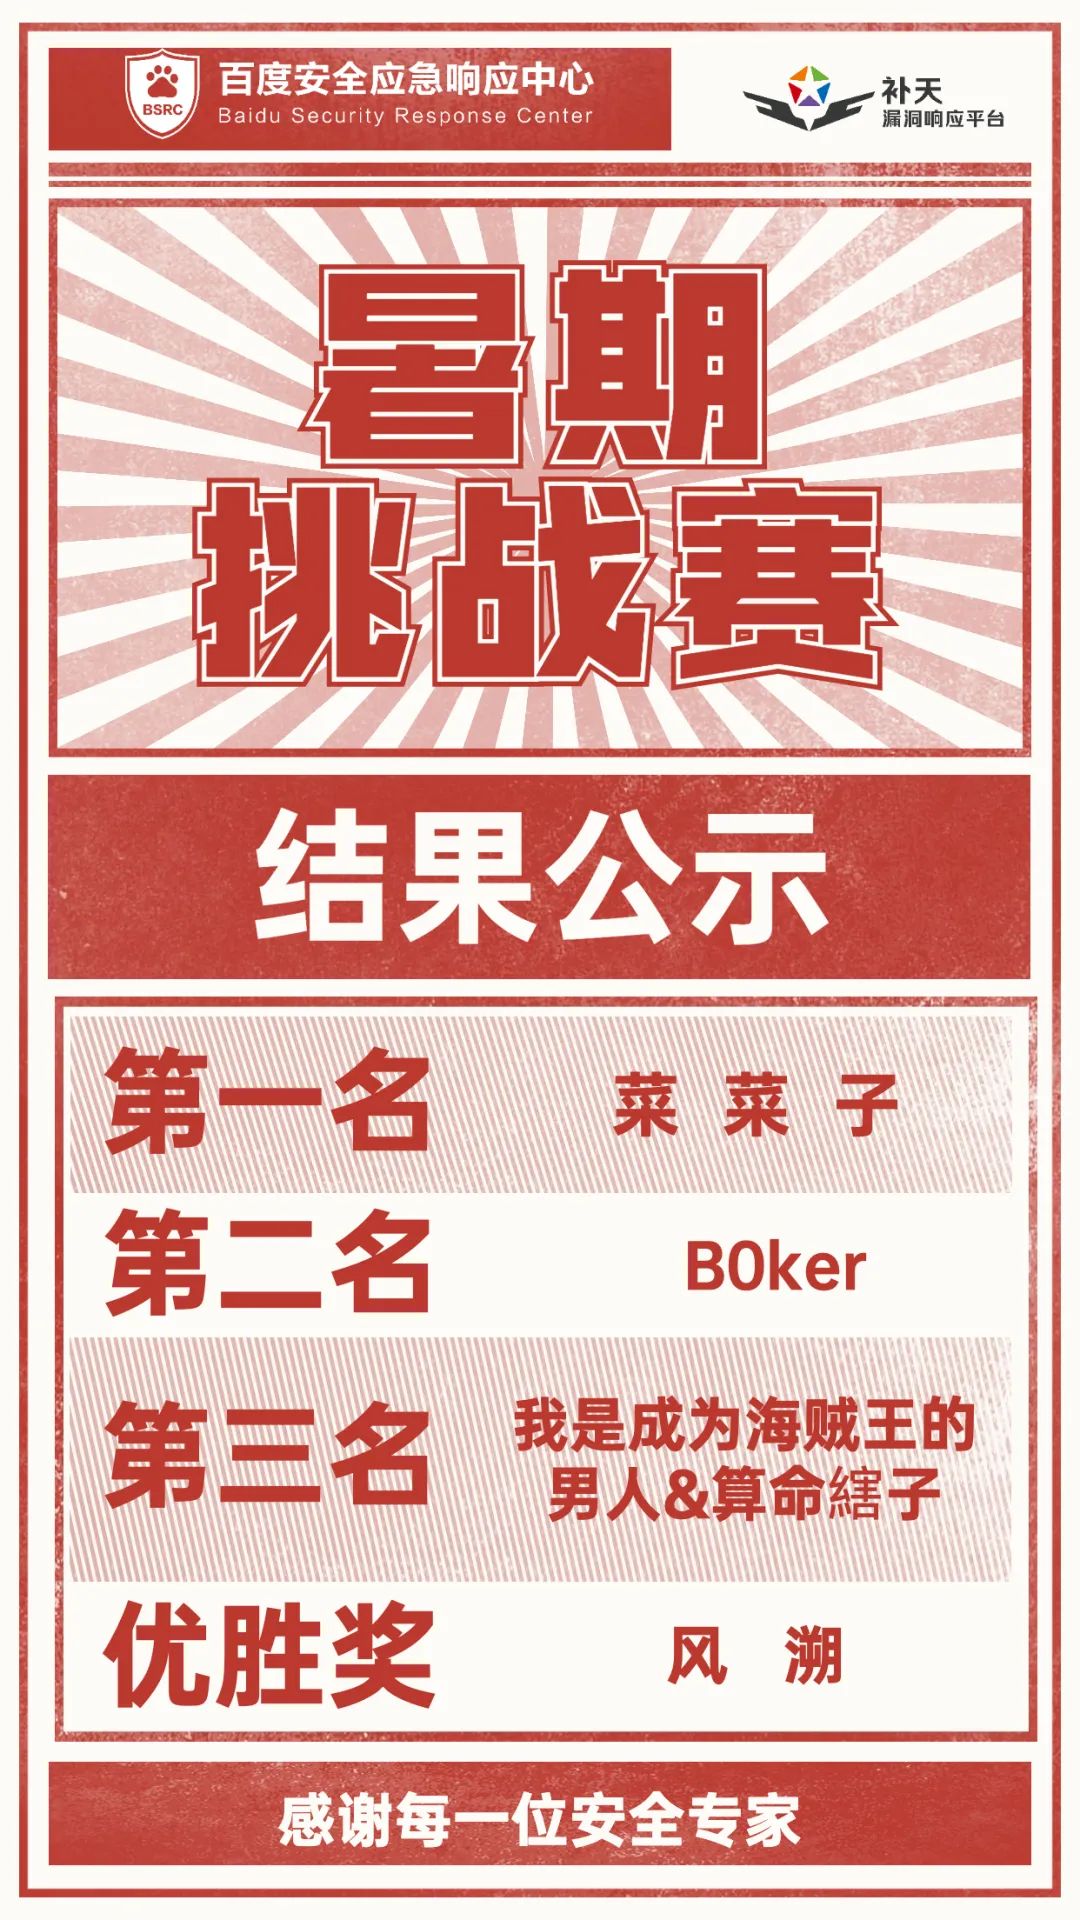 BSRC
百度安全应急响应中心
Baidu Security Response Center
补天
漏洞响应平台
暑期
挑战赛
结果公示
第一名 菜 菜 子
第二名 B0ker
第三名 我是成为海贼王的
男人&算命縖子
优胜奖 风 溯
感谢每一位安全专家